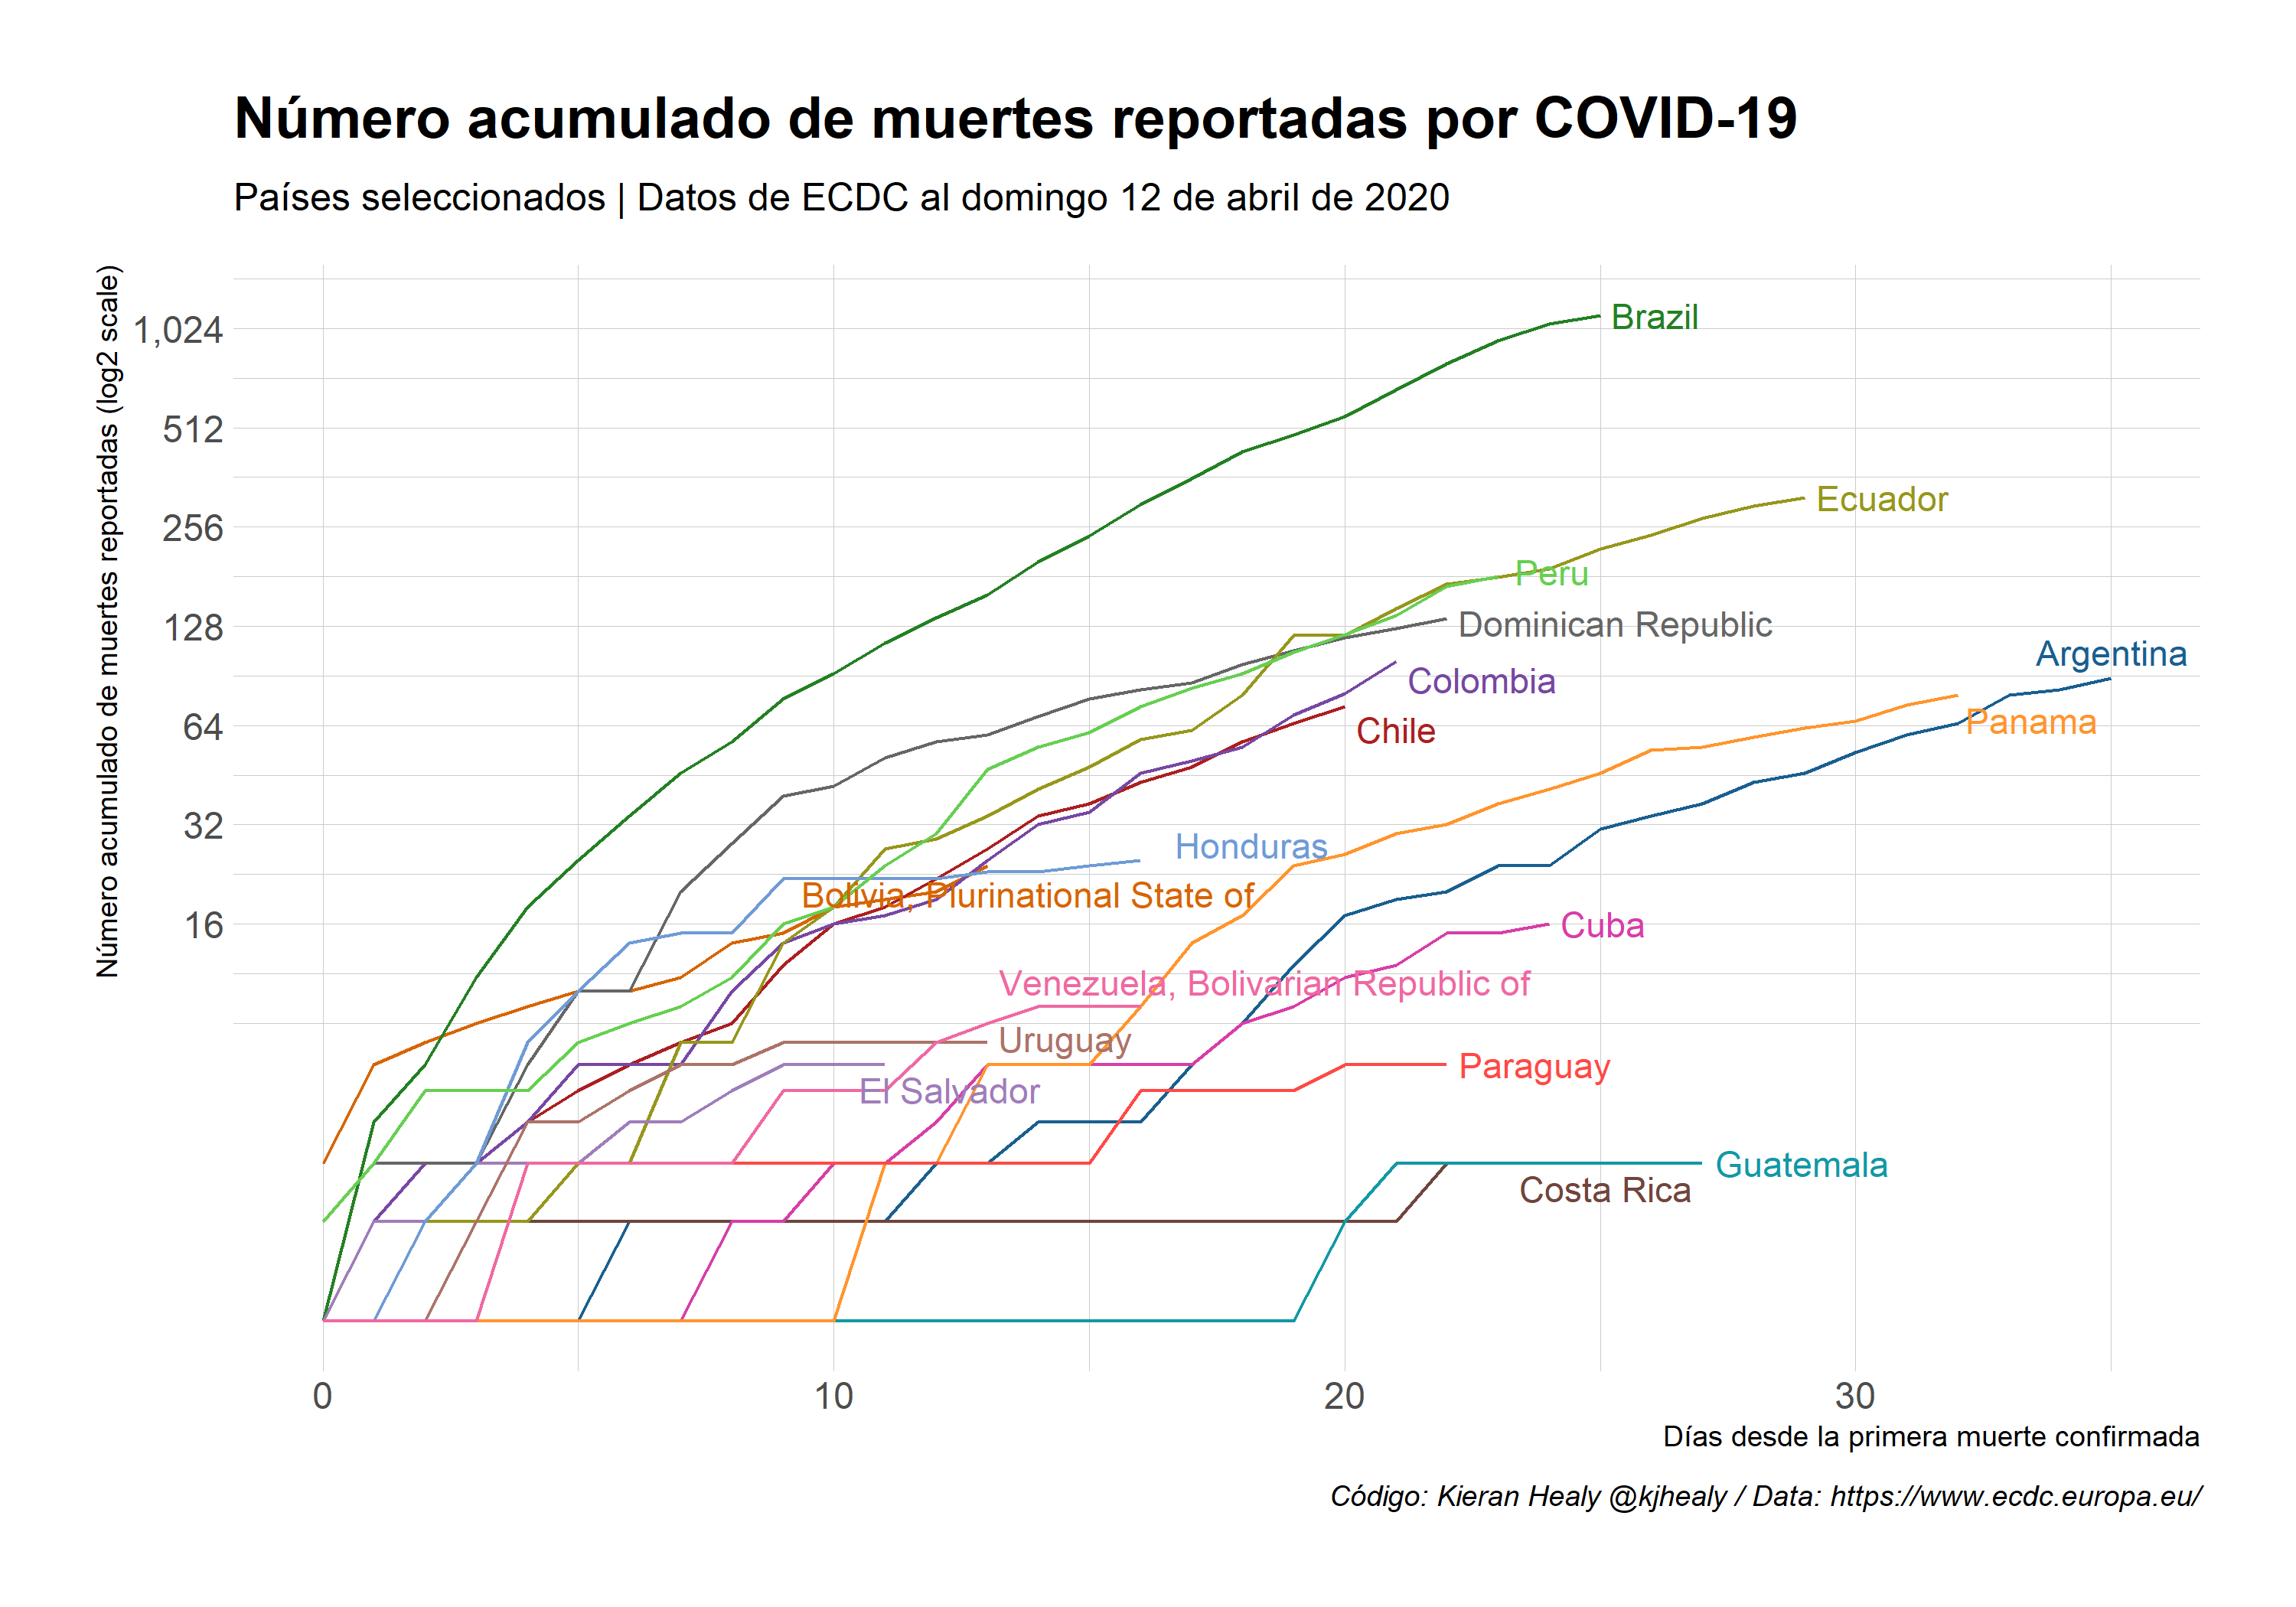 Número acumulado de muertes reportadas por COVID-19
Países seleccionados | Datos de ECDC al domingo 12 de abril de 2020
Número acumulado de muertes reportadas (log2 scale)
1,024
512
256
128
64
32
16
Brazil
Ecuador
Peru
Dominican Republic
Argentina
Colombia
Panama
Chile
Honduras
Bolivia, Plurinational State of
Cuba
Venezuela, Bolivarian Republic of
Uruguay
Paraguay
El Salvador
Guatemala
Costa Rica
0 10 20 30
Días desde la primera muerte confirmada
Código: Kieran Healy @kjhealy / Data: https://www.ecdc.europa.eu/